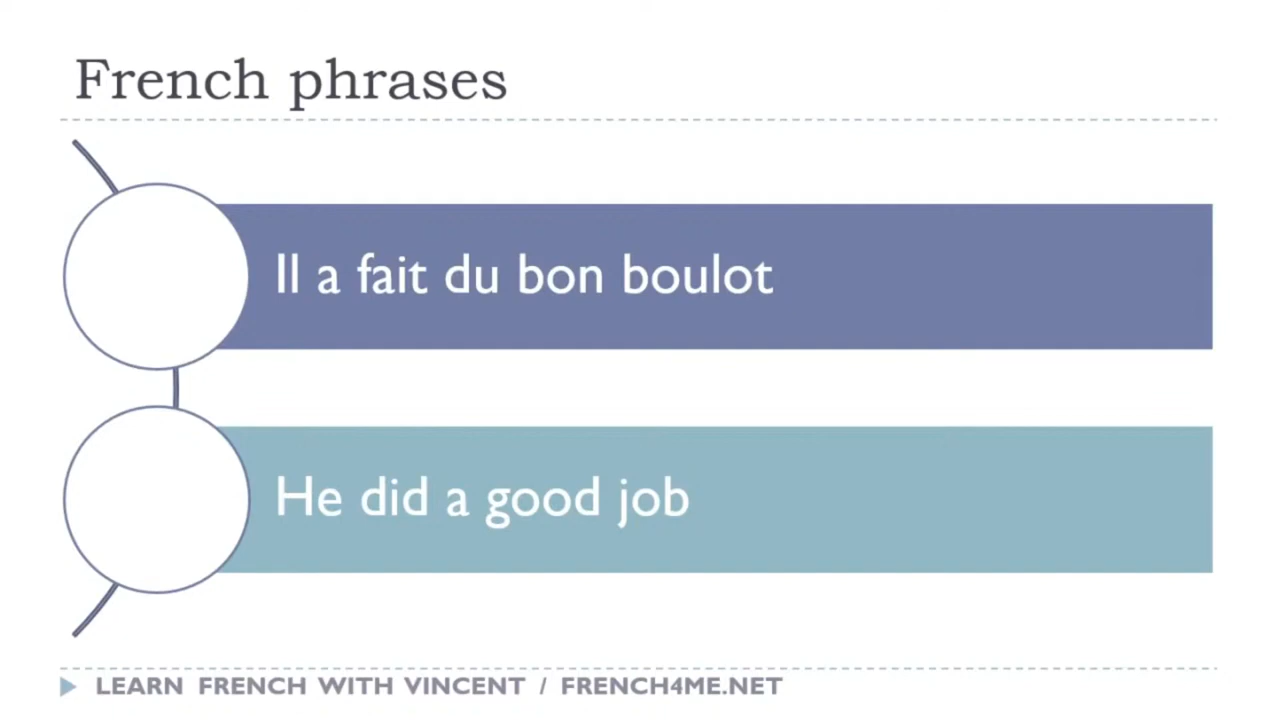 French phrases
Il a fait du bon boulot
He did a good job
LEARN FRENCH WITH VINCENT / FRENCH4ME.NET